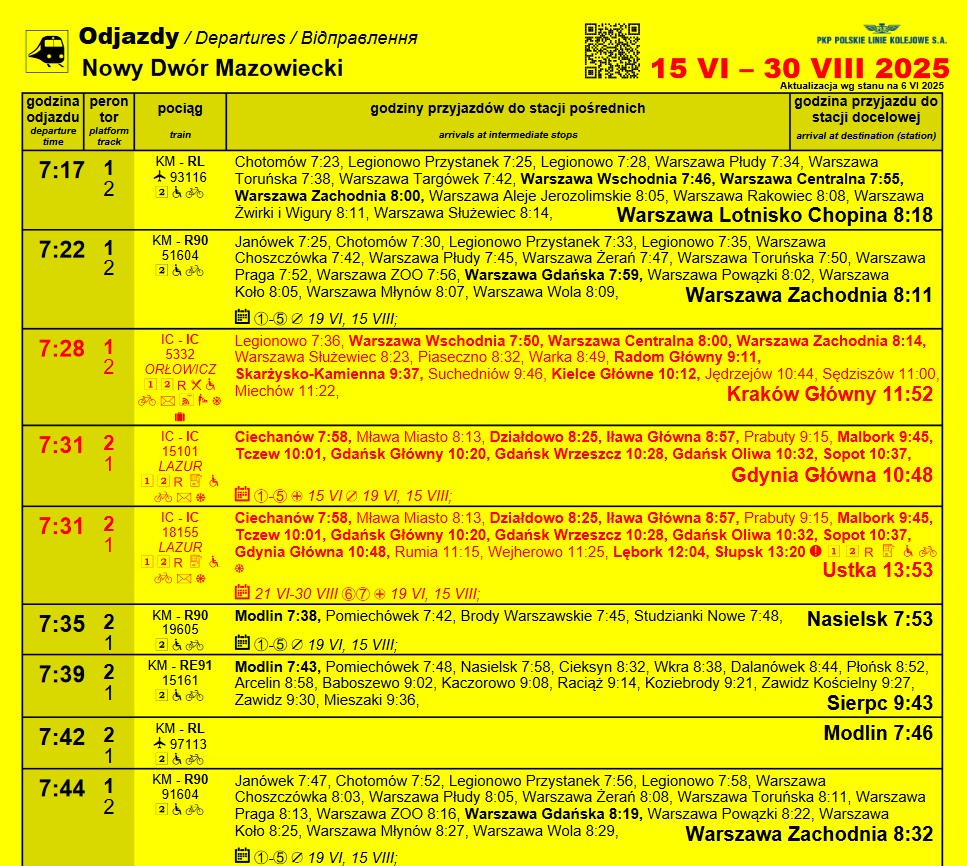 Odjazdy / Departures / Відправлення
Nowy Dwór Mazowiecki
PKP POLSKIE LINIE KOLEJOWE S.A.
15 VI – 30 VIII 2025
Aktualizacja wg stanu na 6 VI 2025
godzina odjazdu
departure time
peron tor
platform track
pociąg
train
godziny przyjazdów do stacji pośrednich
arrivals at intermediate stops
godzina przyjazdu do stacji docelowej
arrival at destination (station)
7:17
1
2
KM - RL
93116
2
Chotomów 7:23, Legionowo Przystanek 7:25, Legionowo 7:28, Warszawa Płudy 7:34, Warszawa
Toruńska 7:38, Warszawa Targówek 7:42, Warszawa Wschodnia 7:46, Warszawa Centralna 7:55,
Warszawa Zachodnia 8:00, Warszawa Aleje Jerozolimskie 8:05, Warszawa Rakowiec 8:08, Warszawa
Żwirki i Wigury 8:11, Warszawa Służewiec 8:14,
Warszawa Lotnisko Chopina 8:18
7:22
1
2
KM - R90
51604
2
Janówek 7:25, Chotomów 7:30, Legionowo Przystanek 7:33, Legionowo 7:35, Warszawa
Choszczówka 7:42, Warszawa Płudy 7:45, Warszawa Żerań 7:47, Warszawa Toruńska 7:50, Warszawa
Praga 7:52, Warszawa ZOO 7:56, Warszawa Gdańska 7:59, Warszawa Powązki 8:02, Warszawa
Koło 8:05, Warszawa Młynów 8:07, Warszawa Wola 8:09,
Warszawa Zachodnia 8:11
①-⑤ ∅ 19 VI, 15 VIII;
7:28
1
2
IC - IC
5332
ORŁOWICZ
1 2 R
Legionowo 7:36, Warszawa Wschodnia 7:50, Warszawa Centralna 8:00, Warszawa Zachodnia 8:14,
Warszawa Służewiec 8:23, Piaseczno 8:32, Warka 8:49, Radom Główny 9:11,
Skarżysko-Kamienna 9:37, Suchedniów 9:46, Kielce Główne 10:12, Jędrzejów 10:44, Sędziszów 11:00,
Miechów 11:22,
Kraków Główny 11:52
7:31
2
1
IC - IC
15101
LAZUR
1 2 R
Ciechanów 7:58, Mława Miasto 8:13, Działdowo 8:25, Iława Główna 8:57, Prabuty 9:15, Malbork 9:45,
Tczew 10:01, Gdańsk Główny 10:20, Gdańsk Wrzeszcz 10:28, Gdańsk Oliwa 10:32, Sopot 10:37,
Gdynia Główna 10:48
①-⑤ ⊕ 15 VI ∅ 19 VI, 15 VIII;
7:31
2
1
IC - IC
18155
LAZUR
1 2 R
Ciechanów 7:58, Mława Miasto 8:13, Działdowo 8:25, Iława Główna 8:57, Prabuty 9:15, Malbork 9:45,
Tczew 10:01, Gdańsk Główny 10:20, Gdańsk Wrzeszcz 10:28, Gdańsk Oliwa 10:32, Sopot 10:37,
Gdynia Główna 10:48, Rumia 11:15, Wejherowo 11:25, Lębork 12:04, Słupsk 13:20 ! 1 2 R
Ustka 13:53
21 VI-30 VIII ⑥⑦ ⊕ 19 VI, 15 VIII;
7:35
2
1
KM - R90
19605
2
Modlin 7:38, Pomiechówek 7:42, Brody Warszawskie 7:45, Studzianki Nowe 7:48,
Nasielsk 7:53
①-⑤ ∅ 19 VI, 15 VIII;
7:39
2
1
KM - RE91
15161
2
Modlin 7:43, Pomiechówek 7:48, Nasielsk 7:58, Cieksyn 8:32, Wkra 8:38, Dalanówek 8:44, Płońsk 8:52,
Arcelin 8:58, Baboszewo 9:02, Kaczorowo 9:08, Raciąż 9:14, Koziebrody 9:21, Zawidz Kościelny 9:27,
Zawidz 9:30, Mieszaki 9:36,
Sierpc 9:43
7:42
2
1
KM - RL
97113
2
Modlin 7:46
7:44
1
2
KM - R90
91604
2
Janówek 7:47, Chotomów 7:52, Legionowo Przystanek 7:56, Legionowo 7:58, Warszawa
Choszczówka 8:03, Warszawa Płudy 8:05, Warszawa Żerań 8:08, Warszawa Toruńska 8:11, Warszawa
Praga 8:13, Warszawa ZOO 8:16, Warszawa Gdańska 8:19, Warszawa Powązki 8:22, Warszawa
Koło 8:25, Warszawa Młynów 8:27, Warszawa Wola 8:29,
Warszawa Zachodnia 8:32
①-⑤ ∅ 19 VI, 15 VIII;